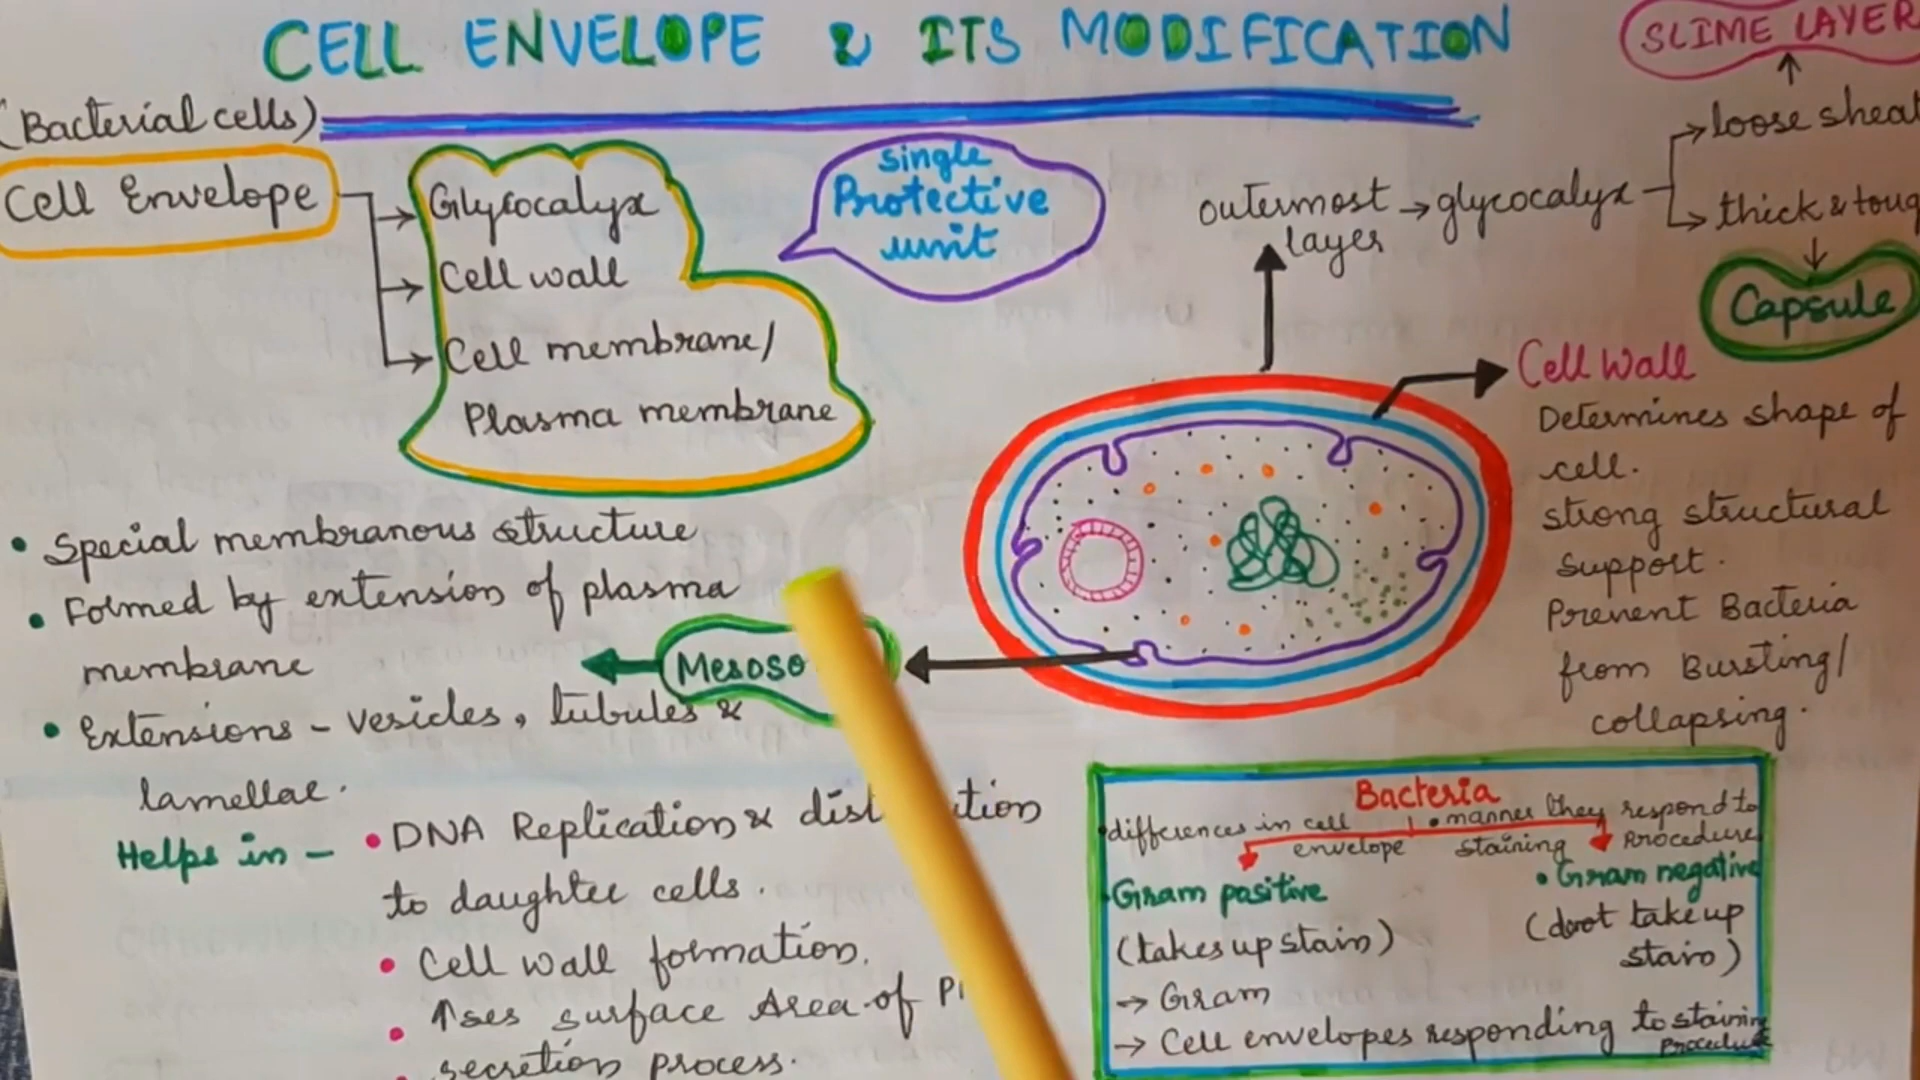 CELL ENVELOPE & ITS MODIFICATION
(Bacterial cells)
Cell Envelope
Glycocalyx
Cell wall
Cell membrane/
Plasma membrane
single
Protective
unit
SLIME LAYER
loose
outermost
layer
glycocalyx
thick &
Capsule
Cell Wall
Determines shape of
cell.
strong structural
support.
Prevent Bacteria
from Bursting/
collapsing.
• Special membranous structure
• Formed by extension of plasma
membrane
• Extensions - vesicles, tubules &
lamellae.
Helps in -
• DNA Replication &
to daughter cells.
• Cell wall formation.
• ↑ses surface Area of
• secretion process.
Bacteria
• differences in cell
envelope
• manner they respond to
staining Procedure
• Gram positive
(takes up stain)
→ Gram
→ Cell envelopes responding to staining
Procedure
• Gram negative
(donot take up
stain)